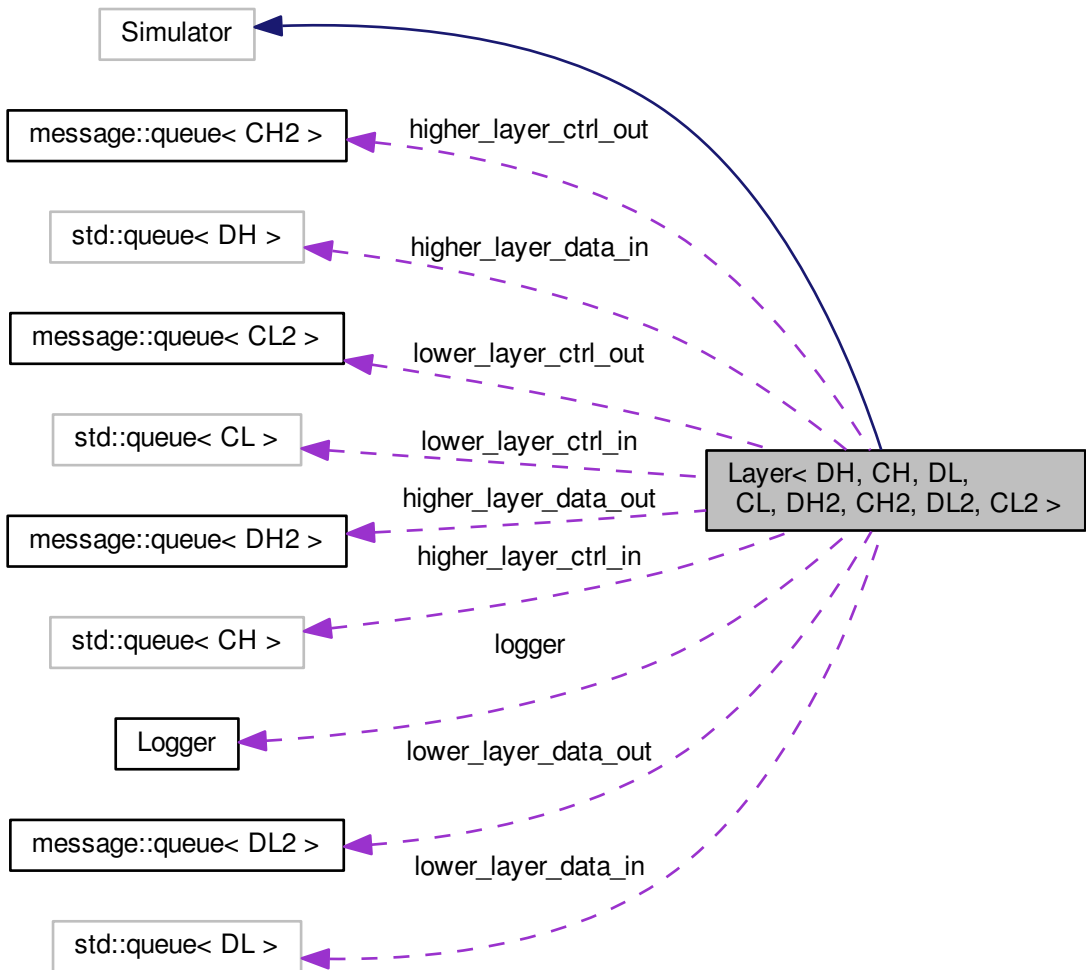 Simulator
message::queue< CH2 >
higher_layer_ctrl_out
std::queue< DH >
higher_layer_data_in
message::queue< CL2 >
lower_layer_ctrl_out
std::queue< CL >
lower_layer_ctrl_in
Layer< DH, CH, DL,
CL, DH2, CH2, DL2, CL2 >
higher_layer_data_out
message::queue< DH2 >
higher_layer_ctrl_in
std::queue< CH >
logger
Logger
lower_layer_data_out
message::queue< DL2 >
lower_layer_data_in
std::queue< DL >